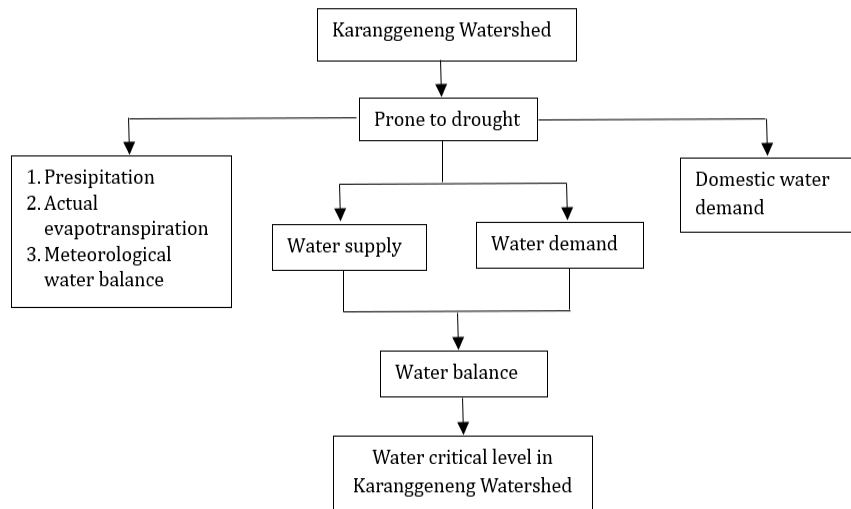 Karanggeneng Watershed
Prone to drought
1. Presipitation
2. Actual
evapotranspiration
3. Meteorological
water balance
Water supply
Water demand
Domestic water
demand
Water balance
Water critical level in
Karanggeneng Watershed